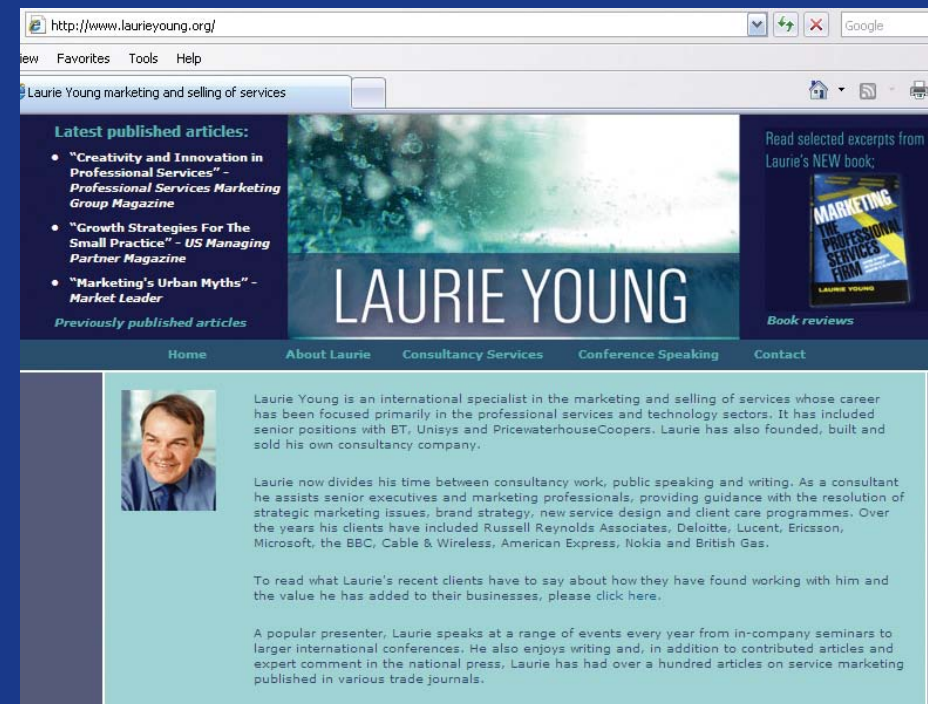 http://www.laurieyoung.org/
Google
iew Favorites Tools Help
Laurie Young marketing and selling of services
Latest published articles:
• "Creativity and Innovation in
Professional Services" -
Professional Services Marketing
Group Magazine
• "Growth Strategies For The
Small Practice" - US Managing
Partner Magazine
• "Marketing's Urban Myths" -
Market Leader
Previously published articles
LAURIE YOUNG
Read selected excerpts from
Laurie's NEW book;
MARKETING
THE
PROFESSIONAL
SERVICES
FIRM
LAURIE YOUNG
Book reviews
Home About Laurie Consultancy Services Conference Speaking Contact
Laurie Young is an international specialist in the marketing and selling of services whose career
has been focused primarily in the professional services and technology sectors. It has included
senior positions with BT, Unisys and PricewaterhouseCoopers. Laurie has also founded, built and
sold his own consultancy company.
Laurie now divides his time between consultancy work, public speaking and writing. As a consultant
he assists senior executives and marketing professionals, providing guidance with the resolution of
strategic marketing issues, brand strategy, new service design and client care programmes. Over
the years his clients have included Russell Reynolds Associates, Deloitte, Lucent, Ericsson,
Microsoft, the BBC, Cable & Wireless, American Express, Nokia and British Gas.
To read what Laurie's recent clients have to say about how they have found working with him and
the value he has added to their businesses, please click here.
A popular presenter, Laurie speaks at a range of events every year from in-company seminars to
larger international conferences. He also enjoys writing and, in addition to contributed articles and
expert comment in the national press, Laurie has had over a hundred articles on service marketing
published in various trade journals.